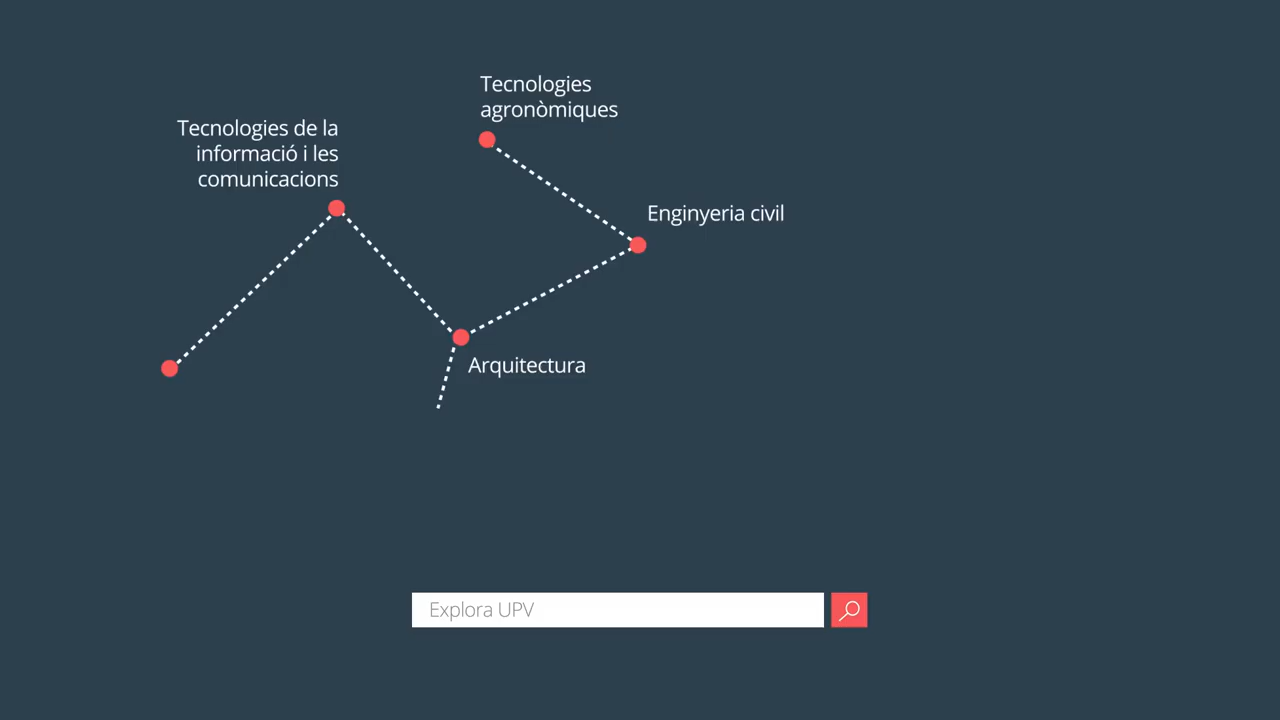 Tecnologies
agronòmiques
Tecnologies de la
informació i les
comunicacions
Enginyeria civil
Arquitectura
Explora UPV